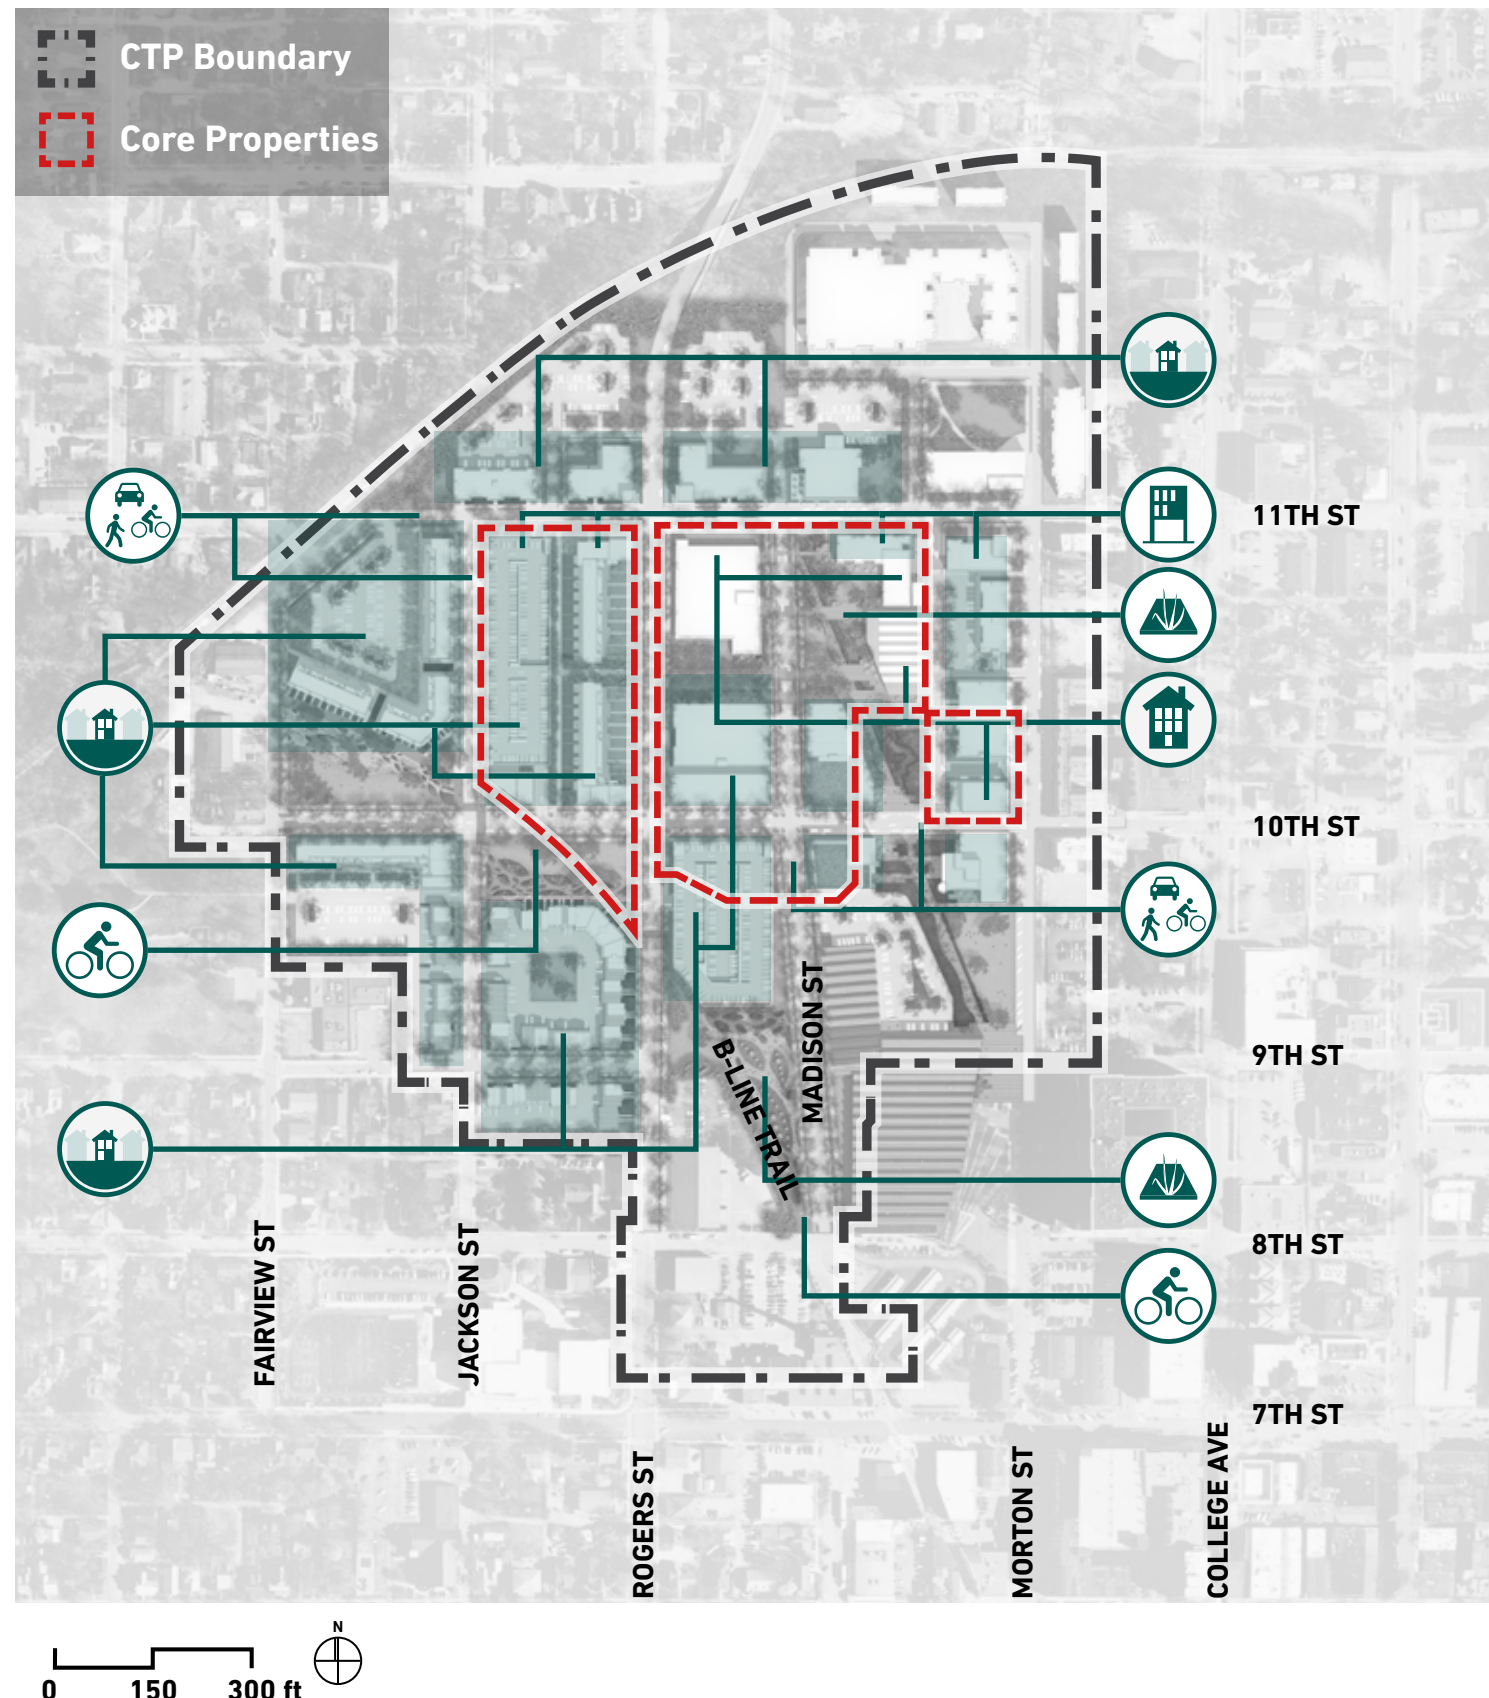 CTP Boundary
Core Properties
11TH ST
10TH ST
MADISON ST
B-LINE TRAIL
9TH ST
FAIRVIEW ST
JACKSON ST
8TH ST
7TH ST
ROGERS ST
MORTON ST
COLLEGE AVE
N
0 150 300 ft